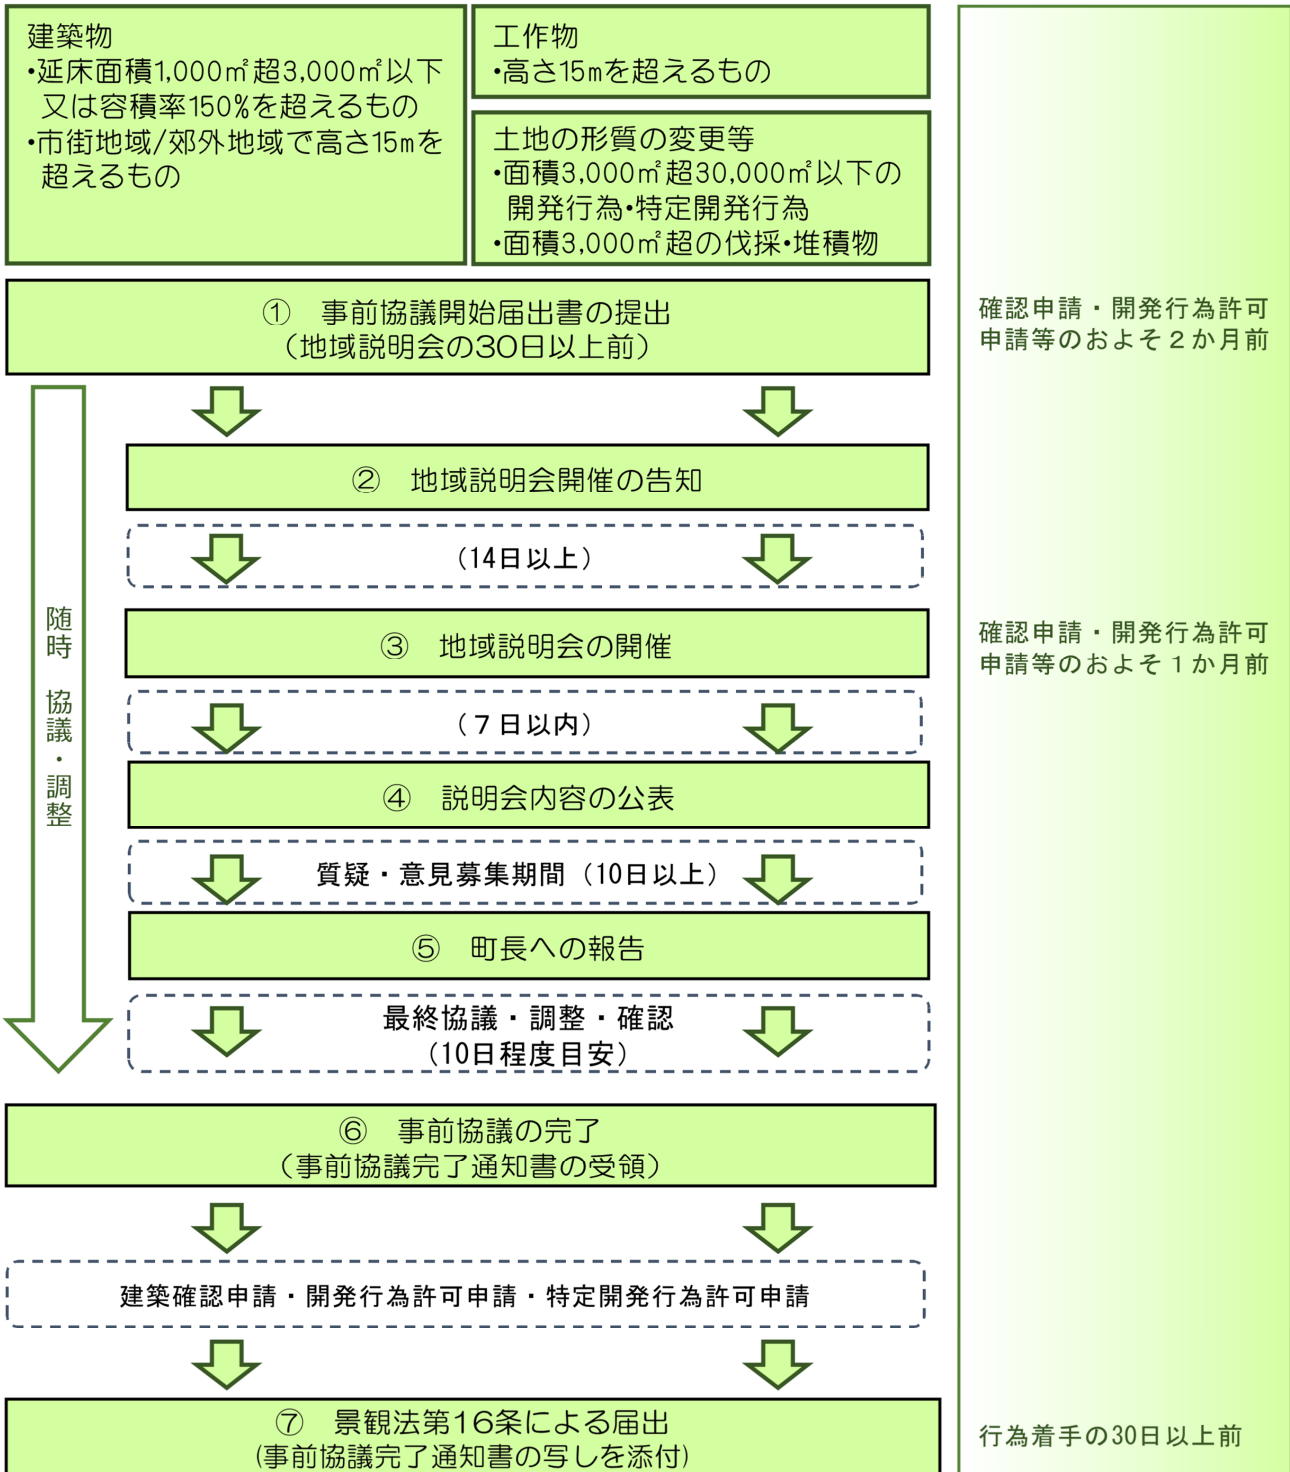 建築物
・延床面積1,000㎡超3,000㎡以下
又は容積率150%を超えるもの
・市街地域/郊外地域で高さ15mを
超えるもの
工作物
・高さ15mを超えるもの
土地の形質の変更等
・面積3,000㎡超30,000㎡以下の
開発行為・特定開発行為
・面積3,000㎡超の伐採・堆積物
① 事前協議開始届出書の提出
（地域説明会の30日以上前）
確認申請・開発行為許可
申請等のおよそ２か月前
② 地域説明会開催の告知
（14日以上）
随時 協議・調整
③ 地域説明会の開催
確認申請・開発行為許可
申請等のおよそ１か月前
（７日以内）
④ 説明会内容の公表
質疑・意見募集期間（10日以上）
⑤ 町長への報告
最終協議・調整・確認
（10日程度目安）
⑥ 事前協議の完了
（事前協議完了通知書の受領）
建築確認申請・開発行為許可申請・特定開発行為許可申請
⑦ 景観法第16条による届出
(事前協議完了通知書の写しを添付)
行為着手の30日以上前